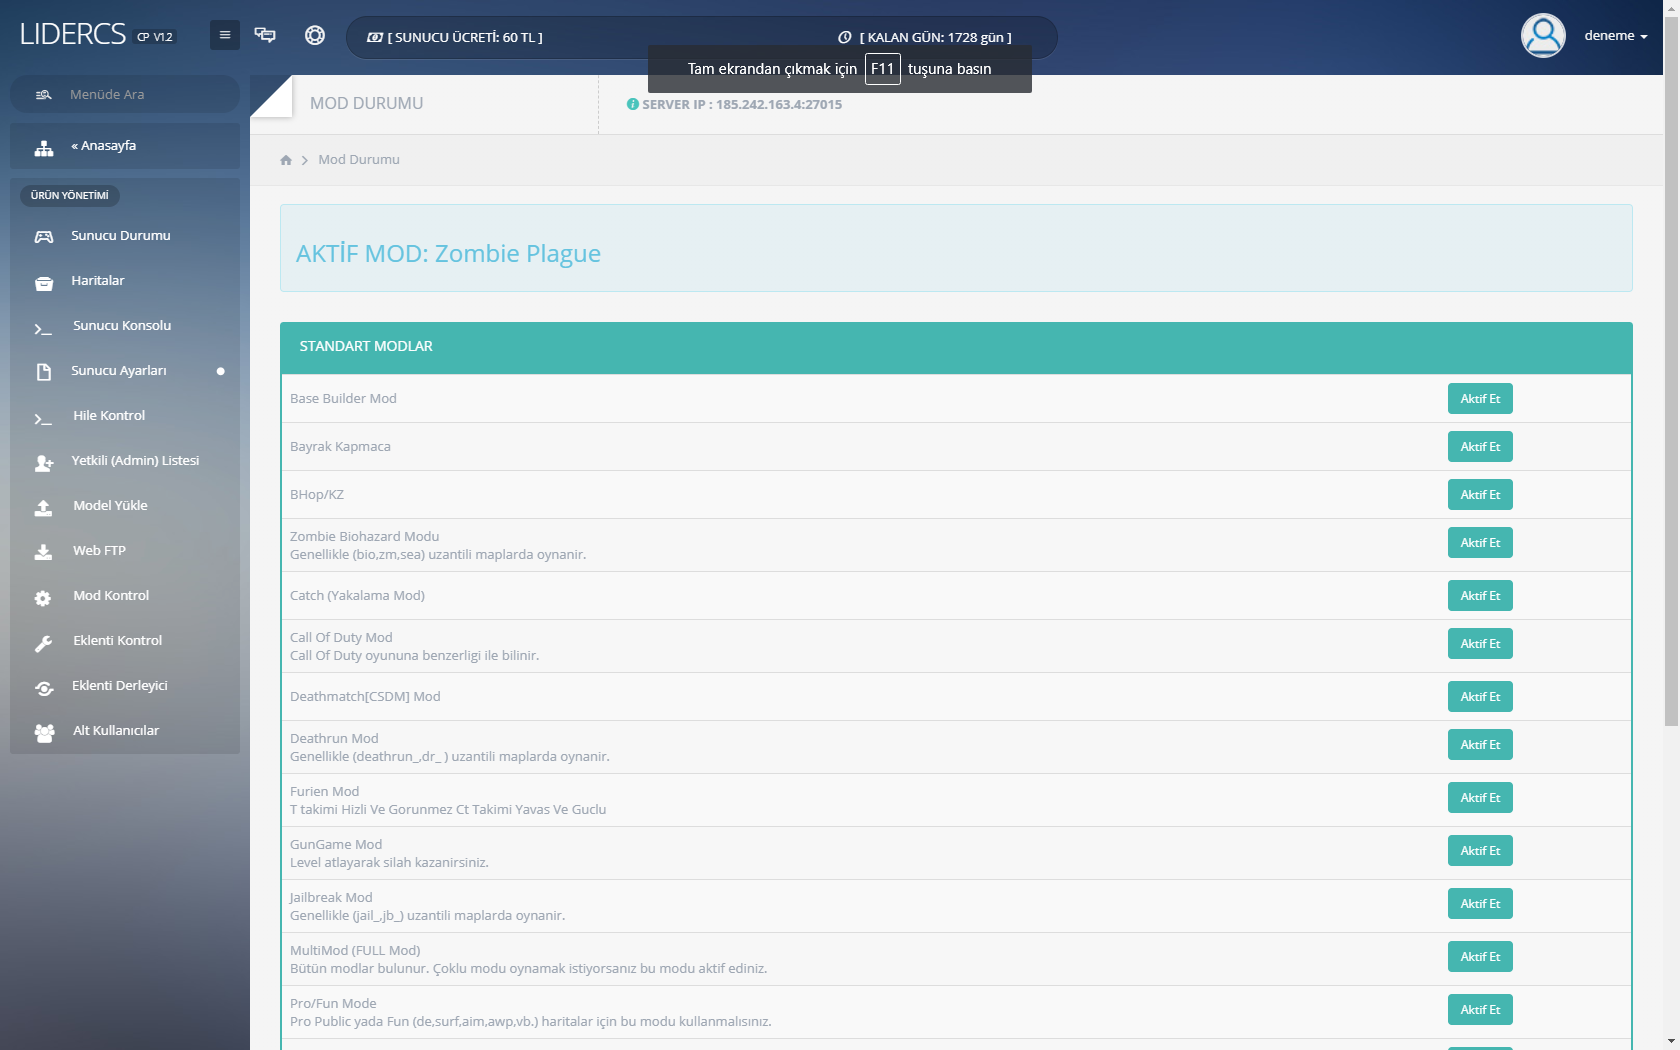 LIDERCS CP V1.2
[ SUNUCU ÜCRETİ: 60 TL ]
[ KALAN GÜN: 1728 gün ]
deneme
Tam ekrandan çıkmak için F11 tuşuna basın
Menüde Ara
« Anasayfa
ÜRÜN YÖNETİMİ
Sunucu Durumu
Haritalar
Sunucu Konsolu
Sunucu Ayarları
Hile Kontrol
Yetkili (Admin) Listesi
Model Yükle
Web FTP
Mod Kontrol
Eklenti Kontrol
Eklenti Derleyici
Alt Kullanıcılar
MOD DURUMU
SERVER IP : 185.242.163.4:27015
Mod Durumu
AKTİF MOD: Zombie Plague
STANDART MODLAR
Base Builder Mod
Aktif Et
Bayrak Kapmaca
Aktif Et
BHop/KZ
Aktif Et
Zombie Biohazard Modu
Genellikle (bio,zm,sea) uzantili maplarda oynanir.
Aktif Et
Catch (Yakalama Mod)
Aktif Et
Call Of Duty Mod
Call Of Duty oyununa benzerligi ile bilinir.
Aktif Et
Deathmatch[CSDM] Mod
Aktif Et
Deathrun Mod
Genellikle (deathrun_,dr_ ) uzantili maplarda oynanir.
Aktif Et
Furien Mod
T takimi Hizli Ve Gorunmez Ct Takimi Yavas Ve Guclu
Aktif Et
GunGame Mod
Level atlayarak silah kazanirsiniz.
Aktif Et
Jailbreak Mod
Genellikle (jail_,jb_) uzantili maplarda oynanir.
Aktif Et
MultiMod (FULL Mod)
Bütün modlar bulunur. Çoklu modu oynamak istiyorsanız bu modu aktif ediniz.
Aktif Et
Pro/Fun Mode
Pro Public yada Fun (de,surf,aim,awp,vb.) haritalar için bu modu kullanmalısınız.
Aktif Et